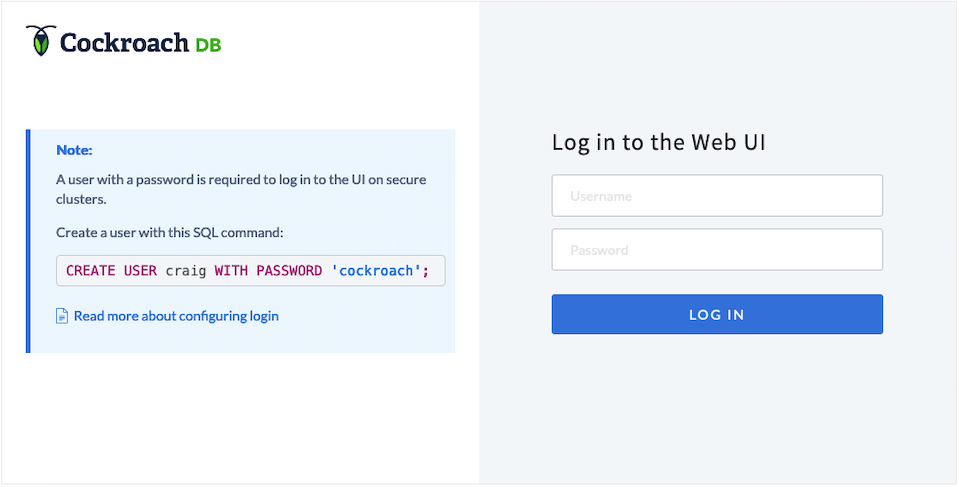 Cockroach DB
Note:
A user with a password is required to log in to the UI on secure
clusters.
Create a user with this SQL command:
CREATE USER craig WITH PASSWORD 'cockroach';
Read more about configuring login
Log in to the Web UI
Username
Password
LOG IN